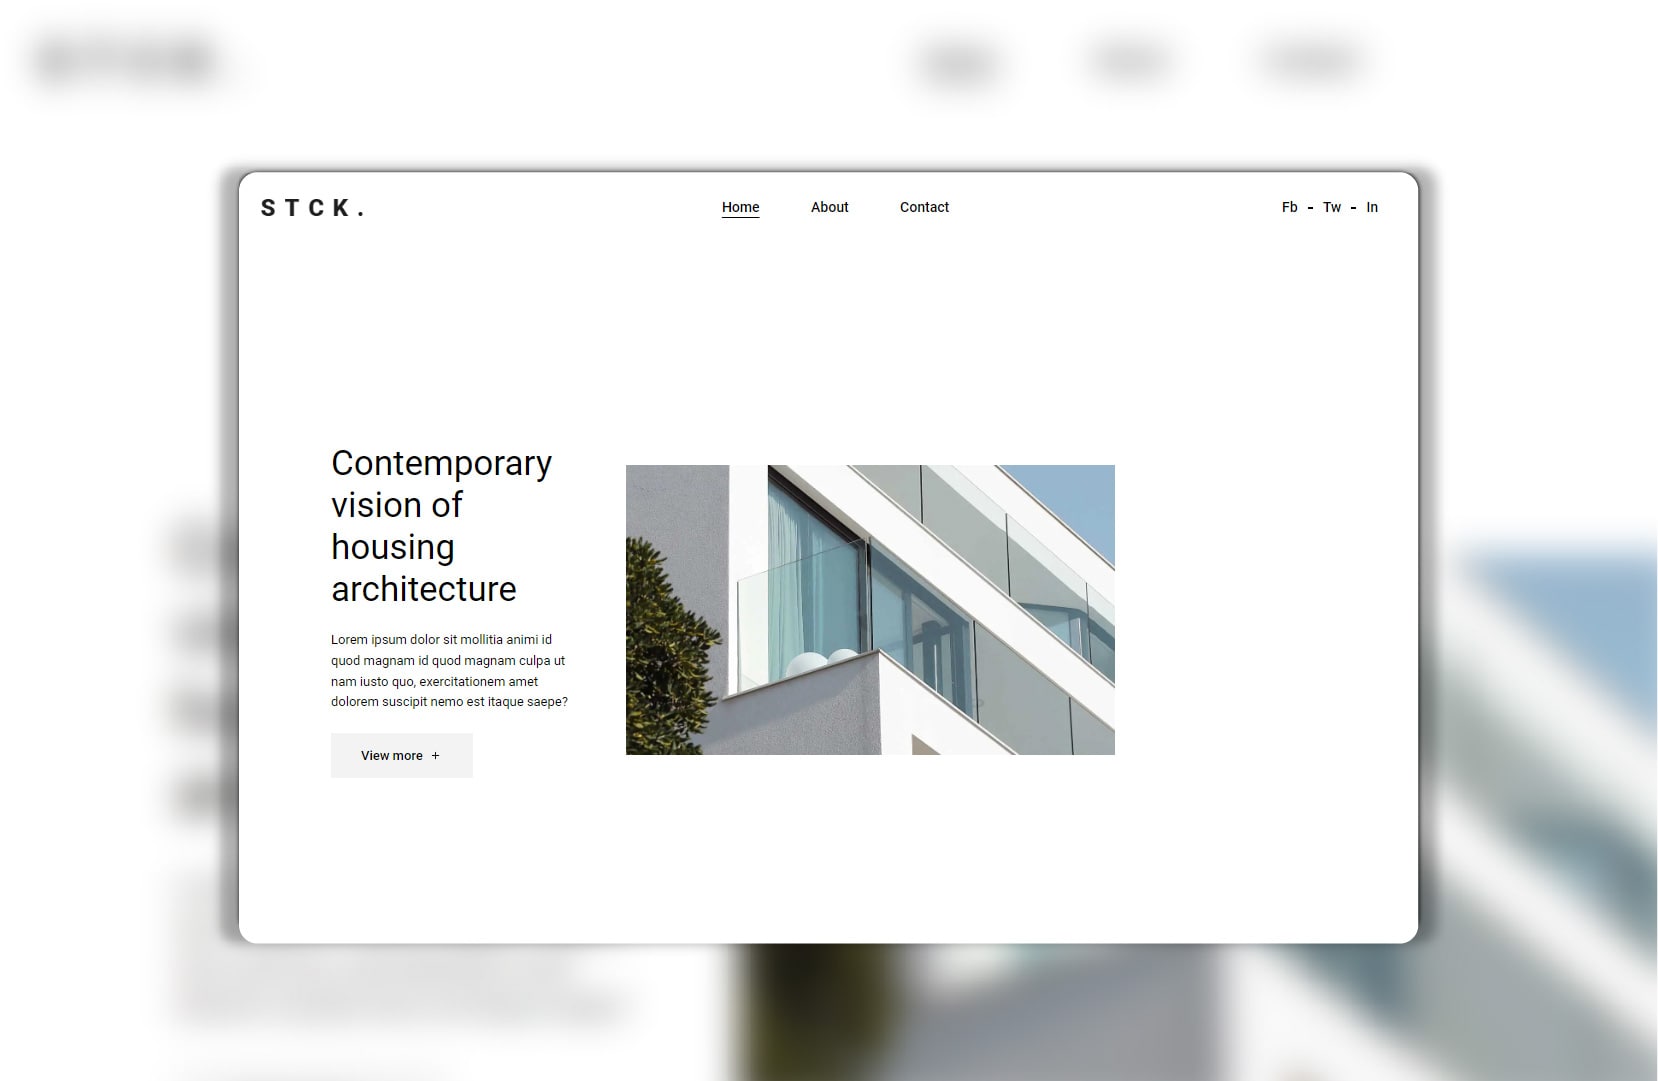 STCK.
Home About Contact
Fb - Tw - In
Contemporary
vision of
housing
architecture
Lorem ipsum dolor sit mollitia animi id
quod magnam id quod magnam culpa ut
nam iusto quo, exercitationem amet
dolorem suscipit nemo est itaque saepe?
View more +